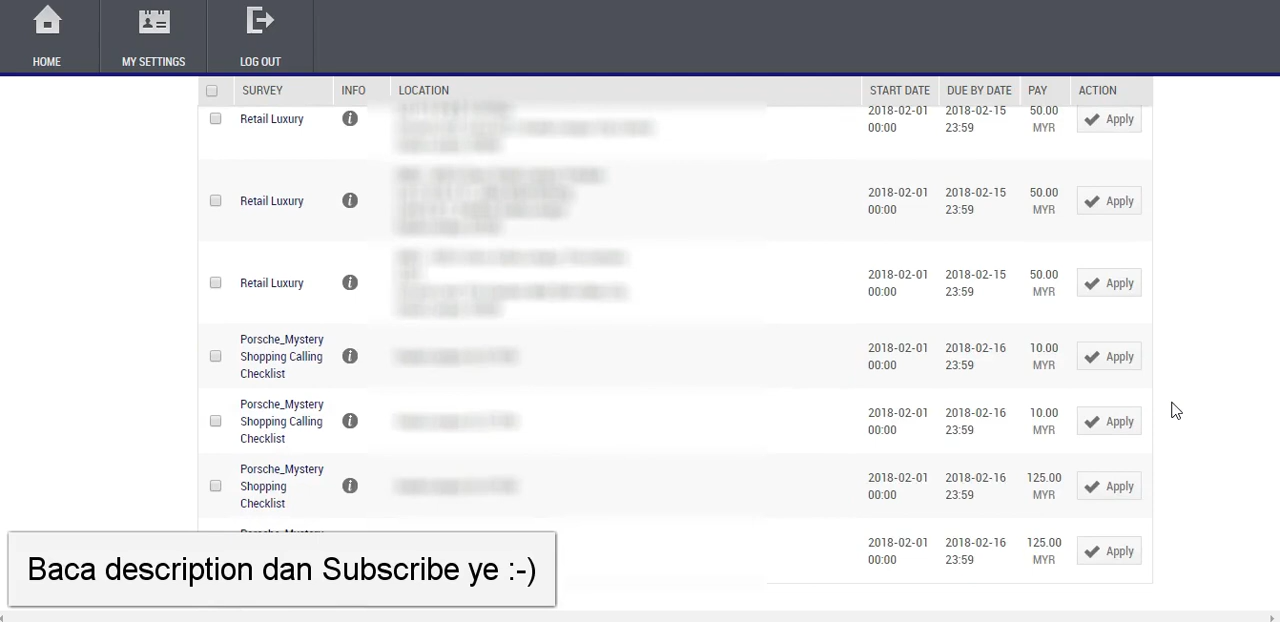 HOME
MY SETTINGS
LOG OUT
SURVEY INFO LOCATION START DATE DUE BY DATE PAY ACTION
Retail Luxury
2018-02-01 00:00
2018-02-15 23:59
50.00 MYR
Apply
Retail Luxury
2018-02-01 00:00
2018-02-15 23:59
50.00 MYR
Apply
Retail Luxury
2018-02-01 00:00
2018-02-15 23:59
50.00 MYR
Apply
Porsche_Mystery
Shopping Calling
Checklist
2018-02-01 00:00
2018-02-16 23:59
10.00 MYR
Apply
Porsche_Mystery
Shopping Calling
Checklist
2018-02-01 00:00
2018-02-16 23:59
10.00 MYR
Apply
Porsche_Mystery
Shopping
Checklist
2018-02-01 00:00
2018-02-16 23:59
125.00 MYR
Apply
2018-02-01 00:00
2018-02-16 23:59
125.00 MYR
Apply
Baca description dan Subscribe ye :-)